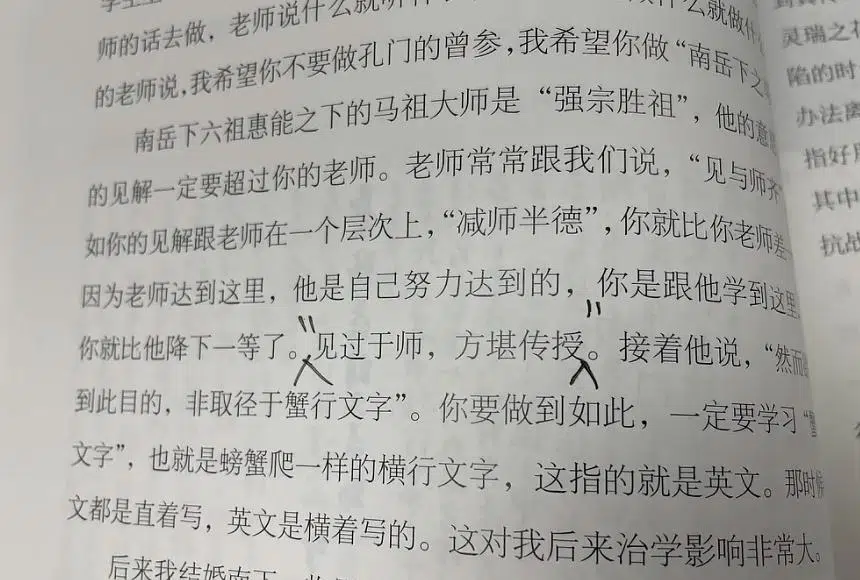 师的话去做，老师说什么就听什么
什么就做什么
的老师说，我希望你不要做孔门的曾参，我希望你做“南岳下之
南岳下六祖惠能之下的马祖大师是“强宗胜祖”，他的意思
的见解一定要超过你的老师。老师常常跟我们说，“见与师齐
如你的见解跟老师在一个层次上，“减师半德”，你就比你老师差
因为老师达到这里，他是自己努力达到的，你是跟他学到这里，
你就比他降下一等了。“见过于师，方堪传授”。接着他说，“然而
到此目的，非取径于蟹行文字”。你要做到如此，一定要学习“蟹
文字”，也就是螃蟹爬一样的横行文字，这指的就是英文。那时候
文都是直着写，英文是横着写的。这对我后来治学影响非常大。
后来我结婚南下
灵瑞之
陷的时
办法离
指好
其中
抗战